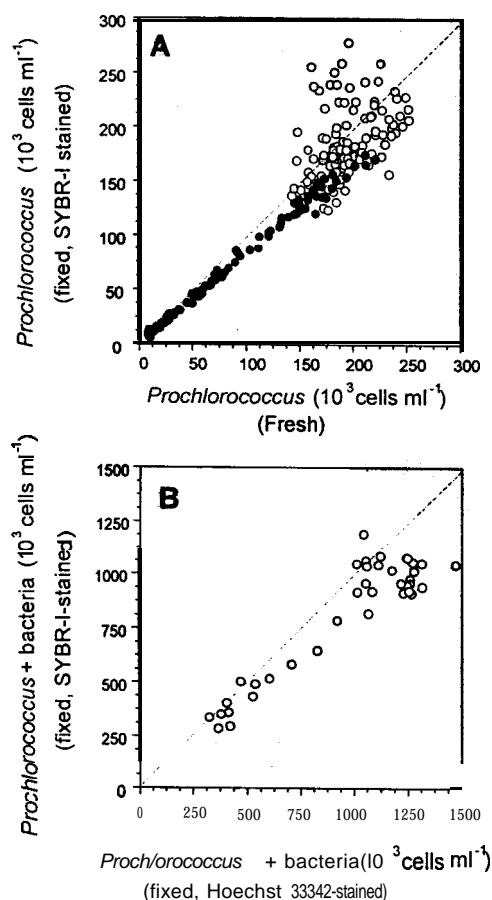 A
Prochlorococcus (10³ cells ml⁻¹)
(fixed, SYBR-I stained)
300
250
200
150
100
50
0
0 50 100 150 200 250 300
Prochlorococcus (10³ cells ml⁻¹)
(Fresh)
B
Prochlorococcus + bacteria (10³ cells ml⁻¹)
(fixed, SYBR-I-stained)
1500
1250
1000
750
500
250
0
0 250 500 750 1000 1250 1500
Proch/orococcus + bacteria(I0 ³cells ml⁻¹)
(fixed, Hoechst 33342-stained)